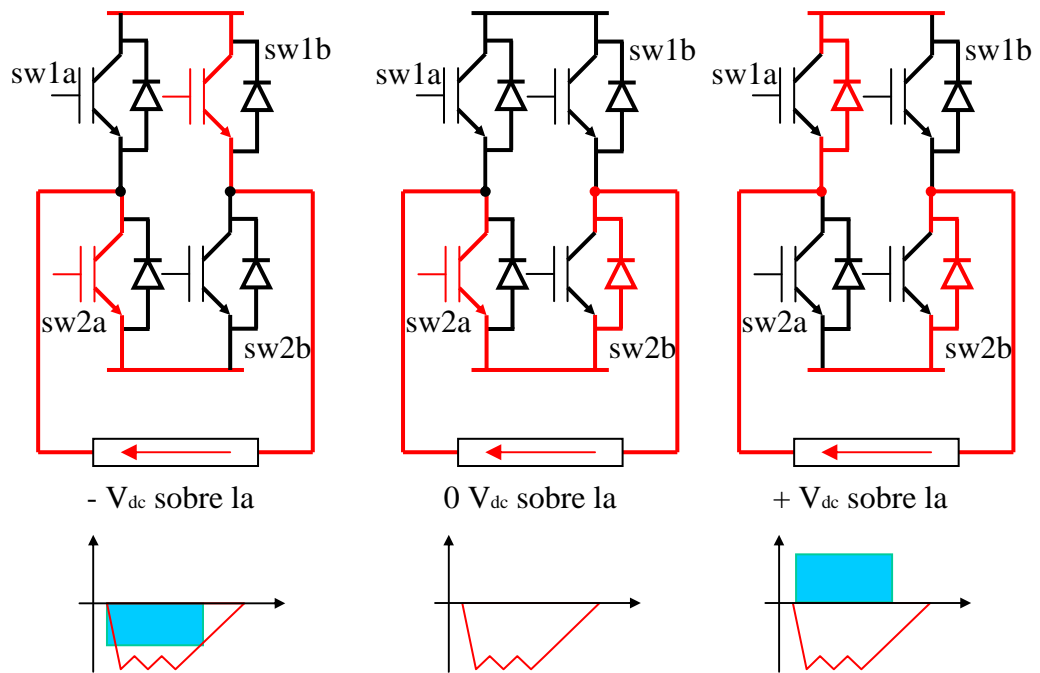 sw1a
sw1b
sw2a
sw2b
- Vdc sobre la
sw1a
sw1b
sw2a
sw2b
0 Vdc sobre la
sw1a
sw1b
sw2a
sw2b
+ Vdc sobre la